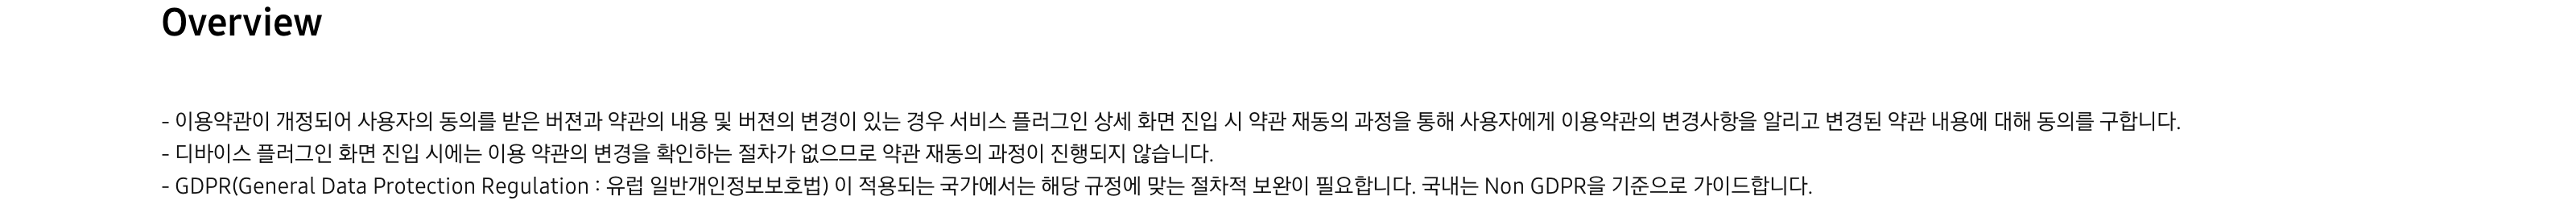 Overview
- 이용약관이 개정되어 사용자의 동의를 받은 버젼과 약관의 내용 및 버젼의 변경이 있는 경우 서비스 플러그인 상세 화면 진입 시 약관 재동의 과정을 통해 사용자에게 이용약관의 변경사항을 알리고 변경된 약관 내용에 대해 동의를 구합니다.
- 디바이스 플러그인 화면 진입 시에는 이용 약관의 변경을 확인하는 절차가 없으므로 약관 재동의 과정이 진행되지 않습니다.
- GDPR(General Data Protection Regulation : 유럽 일반개인정보보호법) 이 적용되는 국가에서는 해당 규정에 맞는 절차적 보완이 필요합니다. 국내는 Non GDPR을 기준으로 가이드합니다.